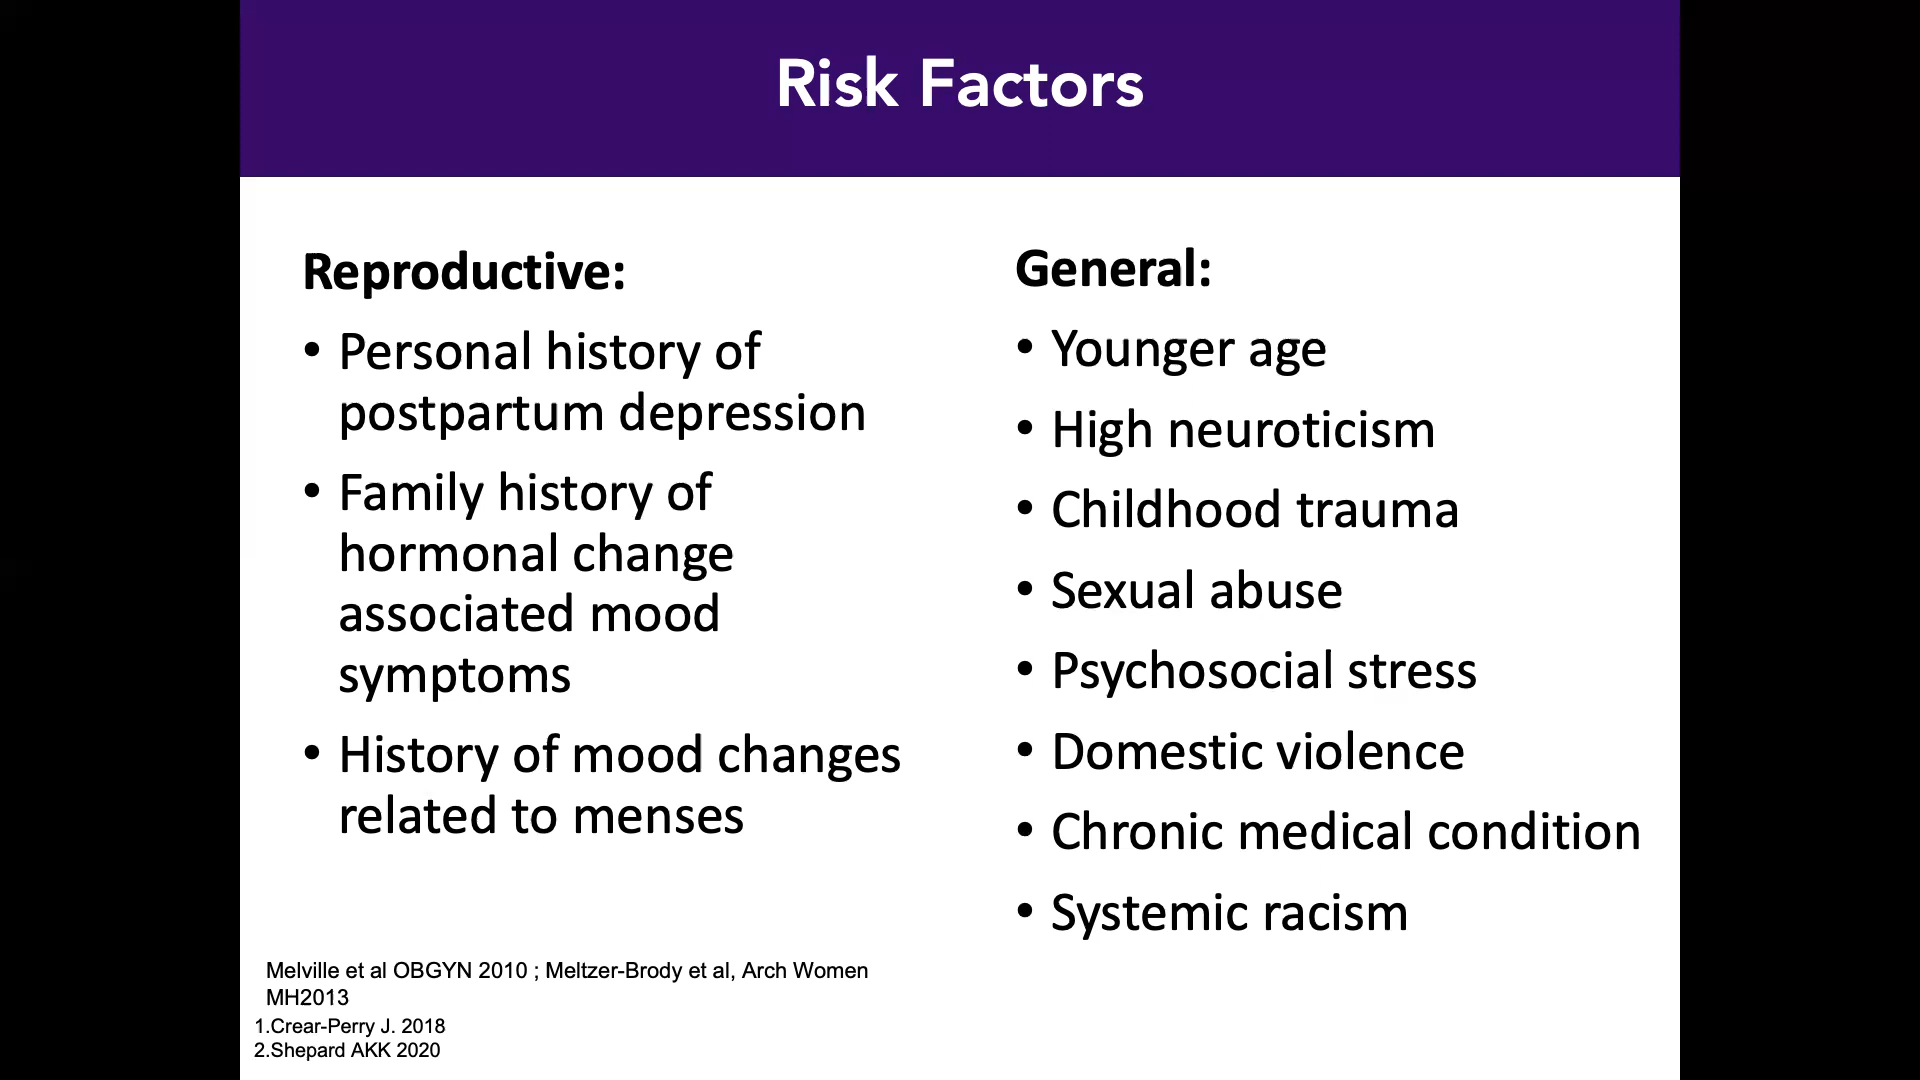 Risk Factors
Reproductive:
• Personal history of
postpartum depression
• Family history of
hormonal change
associated mood
symptoms
• History of mood changes
related to menses
General:
• Younger age
• High neuroticism
• Childhood trauma
• Sexual abuse
• Psychosocial stress
• Domestic violence
• Chronic medical condition
• Systemic racism
Melville et al OBGYN 2010 ; Meltzer-Brody et al, Arch Women
MH2013
1.Crear-Perry J. 2018
2.Shepard AKK 2020